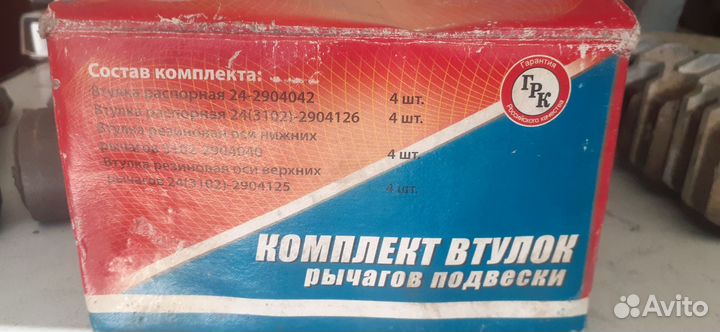 Состав комплекта:
Втулка распорная 24-2904042 4 шт.
Втулка распорная 24(3102)-2904126 4 шт.
Втулка резиновая оси нижних
рычагов 3102-2904040 4 шт.
Втулка резиновая оси верхних
рычагов 24(3102)-2904125 4 шт.
Гарантия
ГРК
Российского качества
КОМПЛЕКТ ВТУЛОК
рычагов подвески
Avito